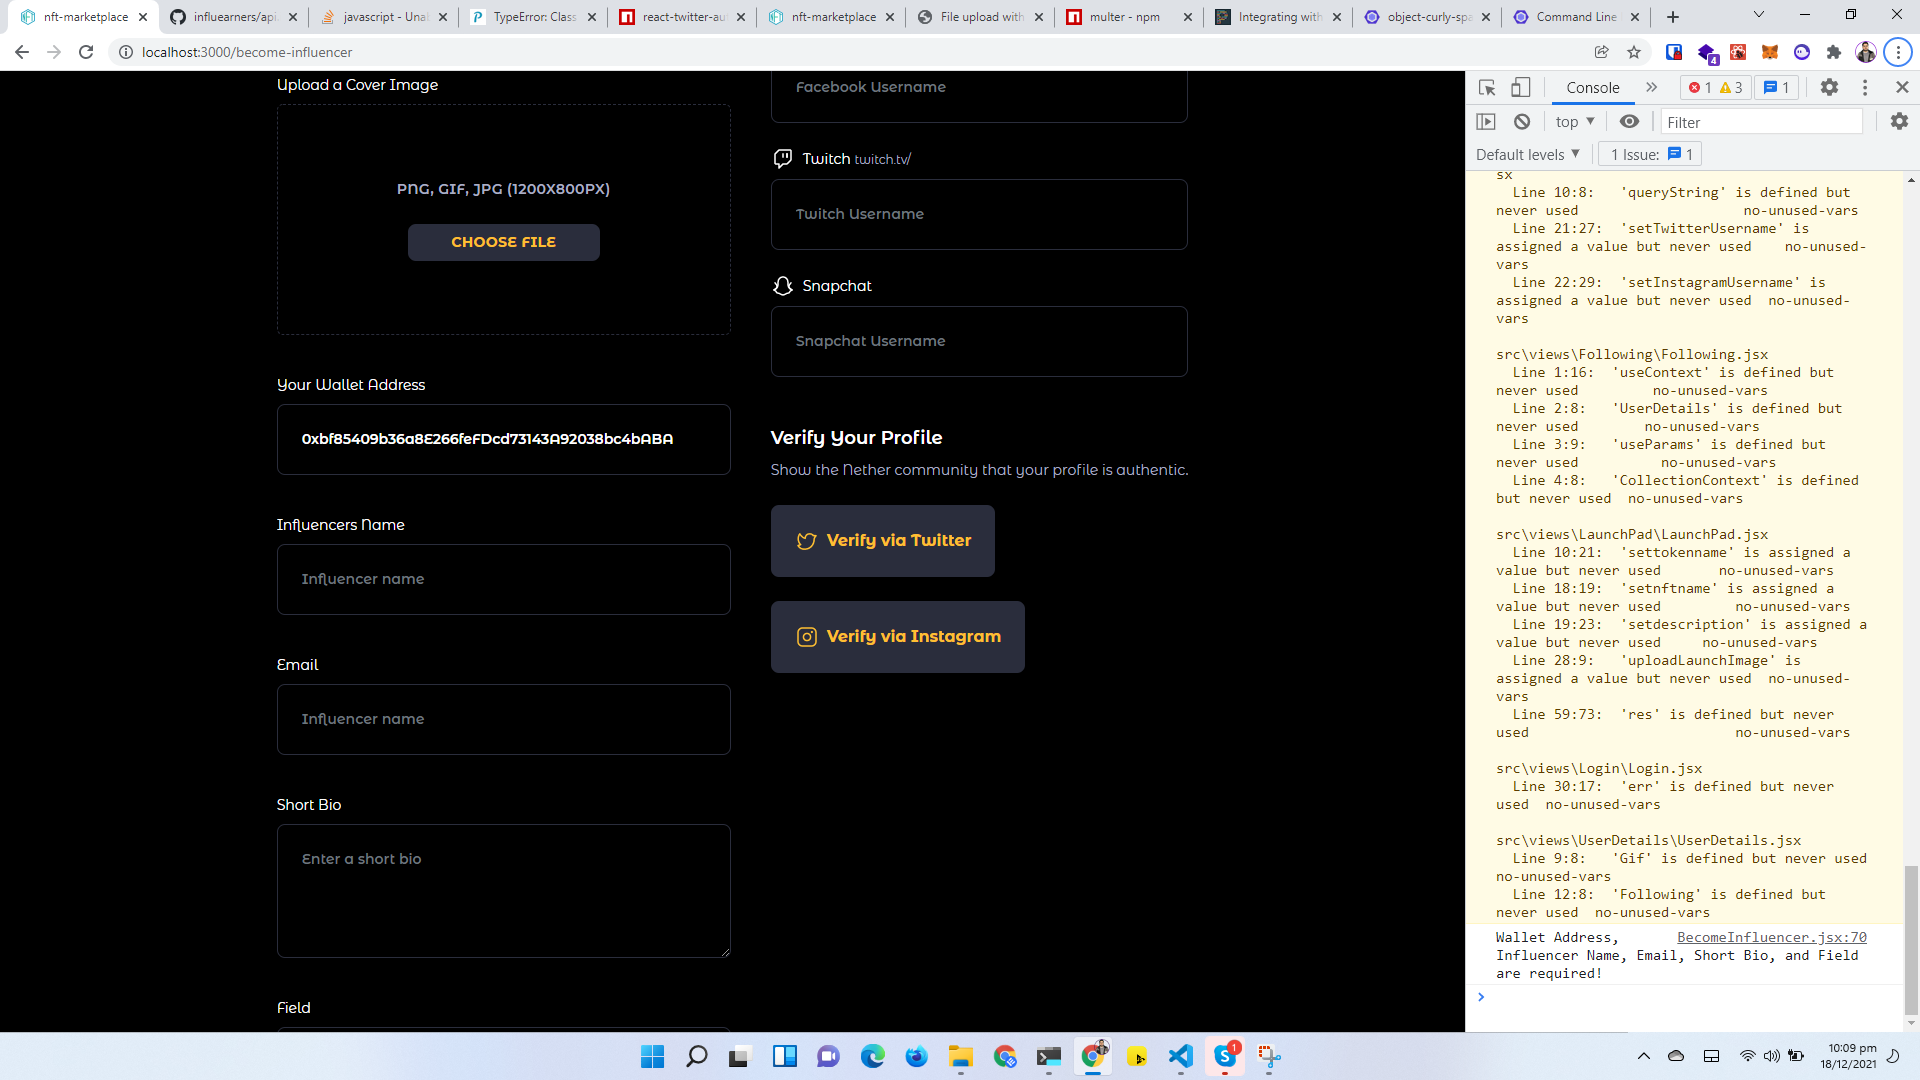 nft-marketplace
influearners/api.
javascript - Unab
TypeError: Class
react-twitter-au
nft-marketplace
File upload with
multer - npm
Integrating with
object-curly-spa
Command Line
localhost:3000/become-influencer
4
Upload a Cover Image
PNG, GIF, JPG (1200X800PX)
CHOOSE FILE
Your Wallet Address
0xbf85409b36a8E266feFDcd73143A92038bc4bABA
Influencers Name
Influencer name
Email
Influencer name
Short Bio
Enter a short bio
Field
Facebook Username
Twitch twitch.tv/
Twitch Username
Snapchat
Snapchat Username
Verify Your Profile
Show the Nether community that your profile is authentic.
Verify via Twitter
Verify via Instagram
Console
1
3
1
top
Filter
Default levels
1 Issue: 1
sx
Line 10:8: 'queryString' is defined but
never used no-unused-vars
Line 21:27: 'setTwitterUsername' is
assigned a value but never used no-unused-
vars
Line 22:29: 'setInstagramUsername' is
assigned a value but never used no-unused-
vars
src\views\Following\Following.jsx
Line 1:16: 'useContext' is defined but
never used no-unused-vars
Line 2:8: 'UserDetails' is defined but
never used no-unused-vars
Line 3:9: 'useParams' is defined but
never used no-unused-vars
Line 4:8: 'CollectionContext' is defined
but never used no-unused-vars
src\views\LaunchPad\LaunchPad.jsx
Line 10:21: 'settokenname' is assigned a
value but never used no-unused-vars
Line 18:19: 'setnftname' is assigned a
value but never used no-unused-vars
Line 19:23: 'setdescription' is assigned a
value but never used no-unused-vars
Line 28:9: 'uploadLaunchImage' is
assigned a value but never used no-unused-
vars
Line 59:73: 'res' is defined but never
used no-unused-vars
src\views\Login\Login.jsx
Line 30:17: 'err' is defined but never
used no-unused-vars
src\views\UserDetails\UserDetails.jsx
Line 9:8: 'Gif' is defined but never used
no-unused-vars
Line 12:8: 'Following' is defined but
never used no-unused-vars
Wallet Address, BecomeInfluencer.jsx:70
Influencer Name, Email, Short Bio, and Field
are required!
1
10:09 pm
18/12/2021